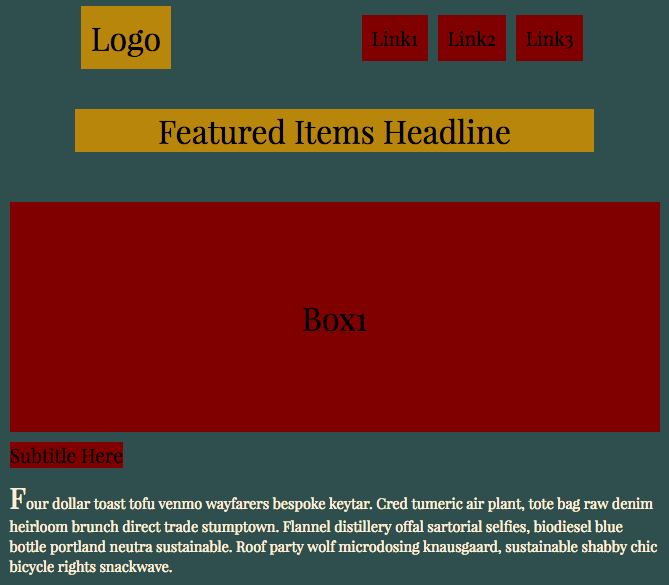 Logo
Link1 Link2 Link3
Featured Items Headline
Box1
Subtitle Here
Four dollar toast tofu venmo wayfarers bespoke keytar. Cred tumeric air plant, tote bag raw denim
heirloom brunch direct trade stumptown. Flannel distillery offal sartorial selfies, biodiesel blue
bottle portland neutra sustainable. Roof party wolf microdosing knausgaard, sustainable shabby chic
bicycle rights snackwave.